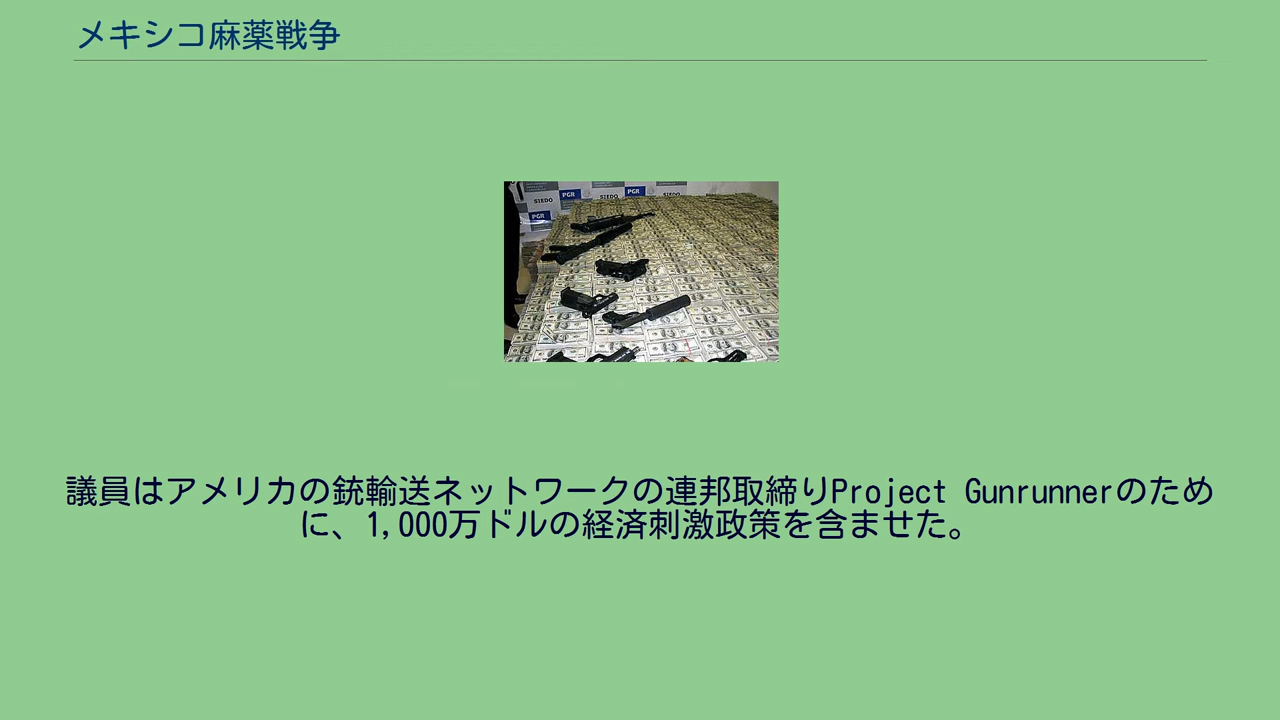 メキシコ麻薬戦争
PGR
PGR
SIEDO
SIEDO
SIEDO
PGR
議員はアメリカの銃輸送ネットワークの連邦取締りProject Gunrunnerのため
に、1,000万ドルの経済刺激政策を含ませた。